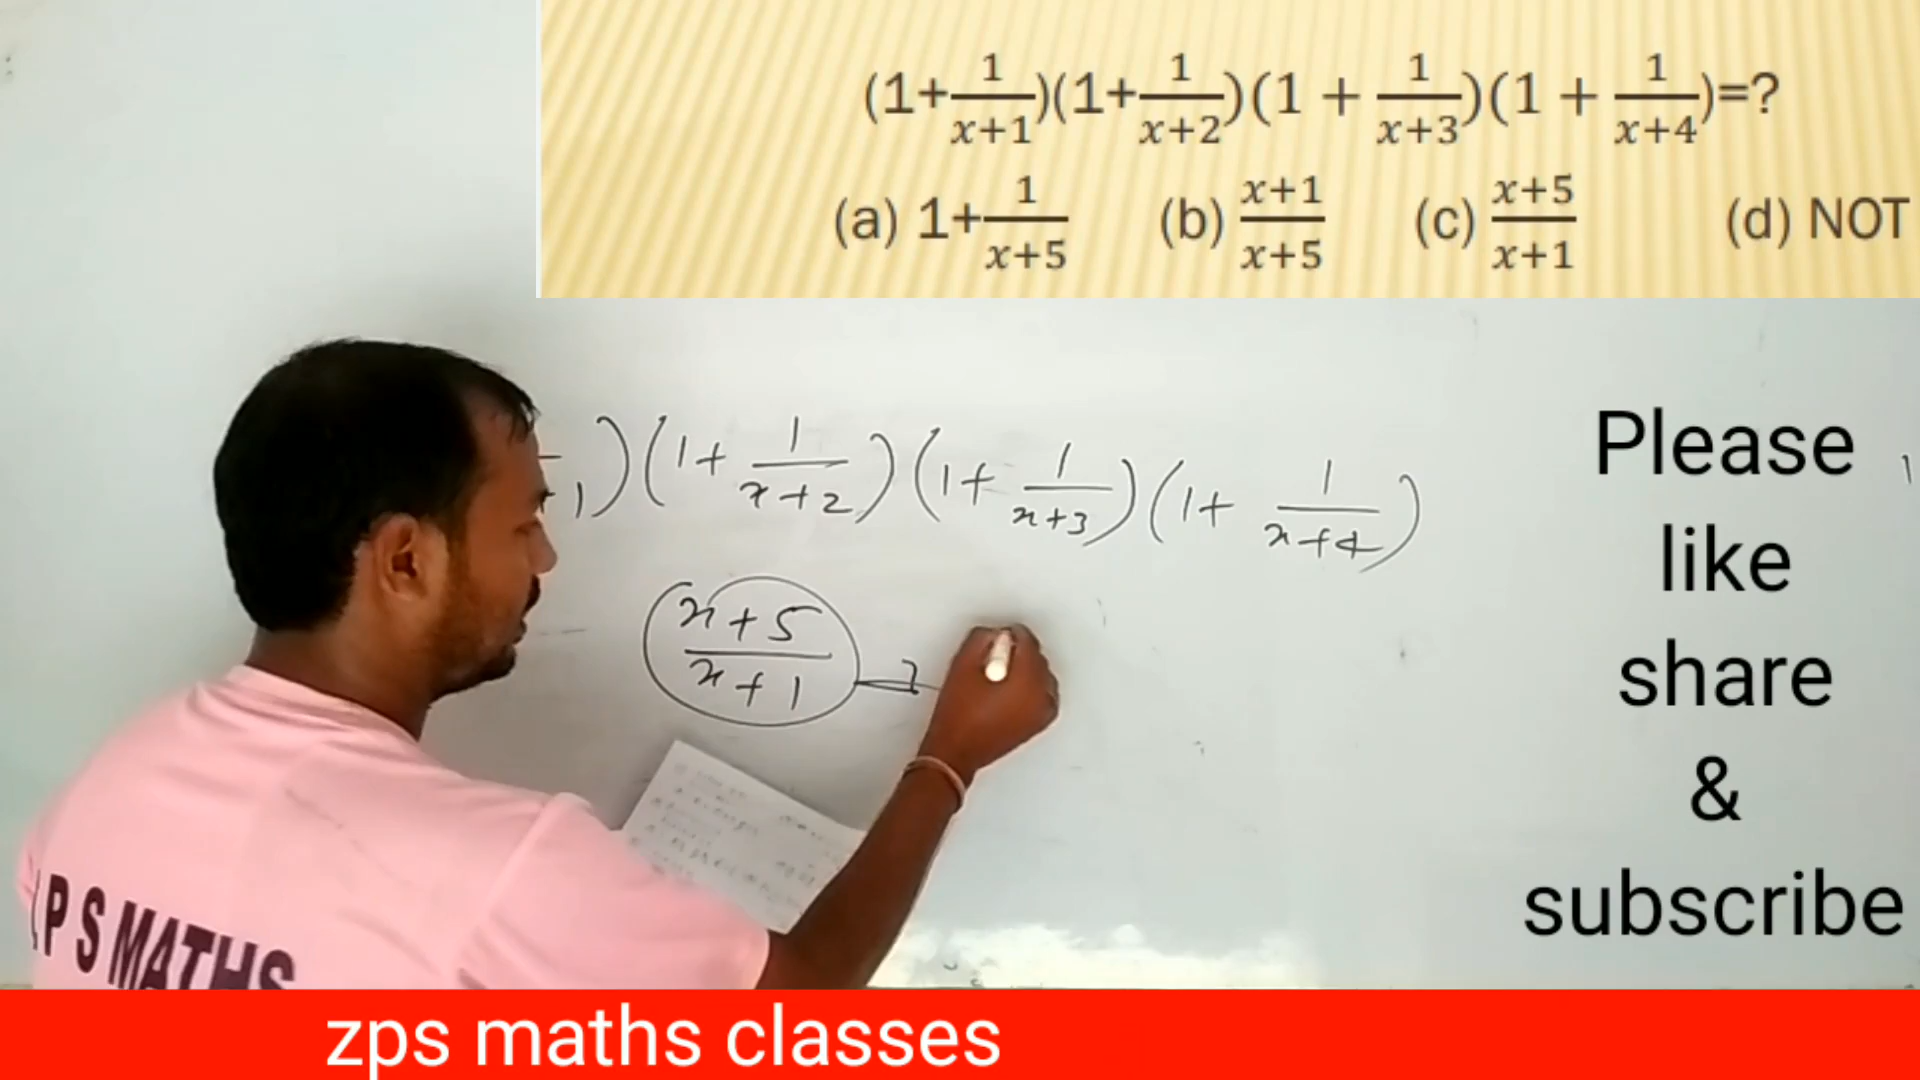 (1+1/(x+1))(1+1/(x+2))(1 + 1/(x+3))(1 + 1/(x+4))=?
(a) 1+1/(x+5) (b) (x+1)/(x+5) (c) (x+5)/(x+1) (d) NOT
1)(1+ 1/(x+2))(1+ 1/(x+3))(1+ 1/(x+4))
(x+5)/(x+1)
Please
like
share
&
subscribe
P S MATHS
zps maths classes